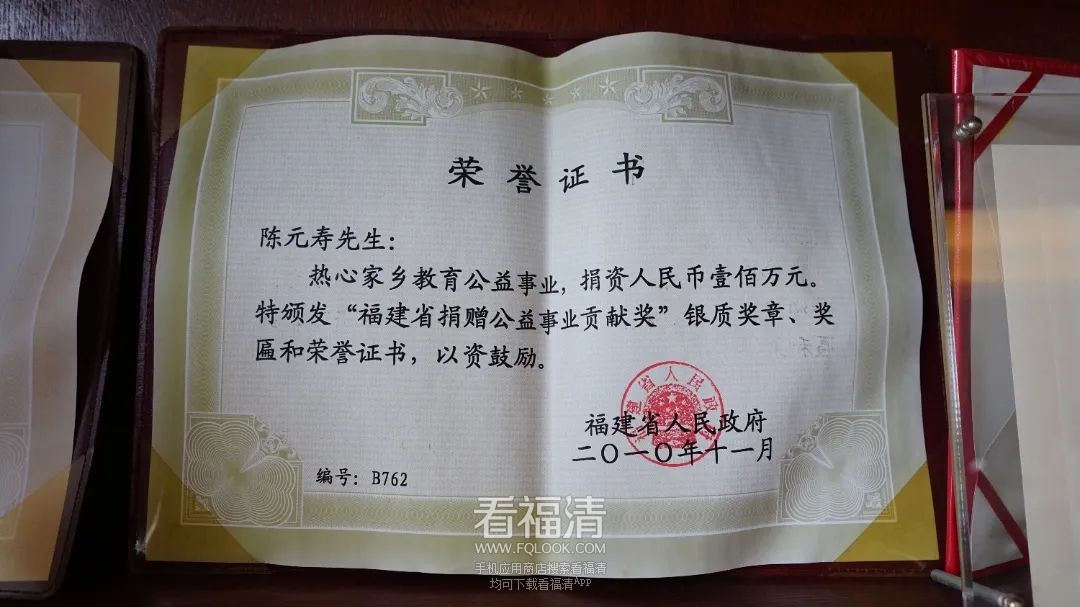 荣誉证书
陈元寿先生：
热心家乡教育公益事业，捐资人民币壹佰万元。
特颁发“福建省捐赠公益事业贡献奖”银质奖章、奖
匾和荣誉证书，以资鼓励。
福建省人民政府
二〇一〇年十一月
编号：B762
看福清
WWW.FQLOOK.COM
手机应用商店搜索看福清
均可下载看福清APP